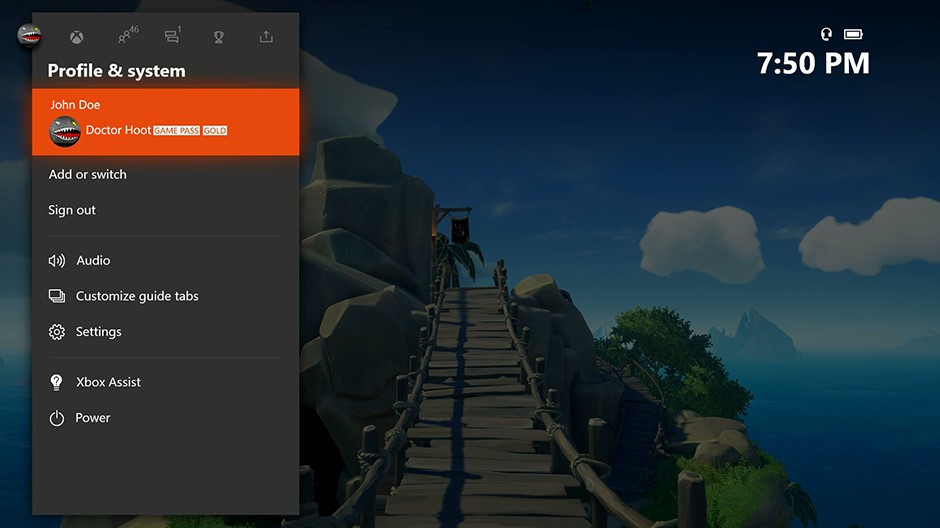 46
1
7:50 PM
Profile & system
John Doe
Doctor Hoot GAME PASS GOLD
Add or switch
Sign out
Audio
Customize guide tabs
Settings
Xbox Assist
Power